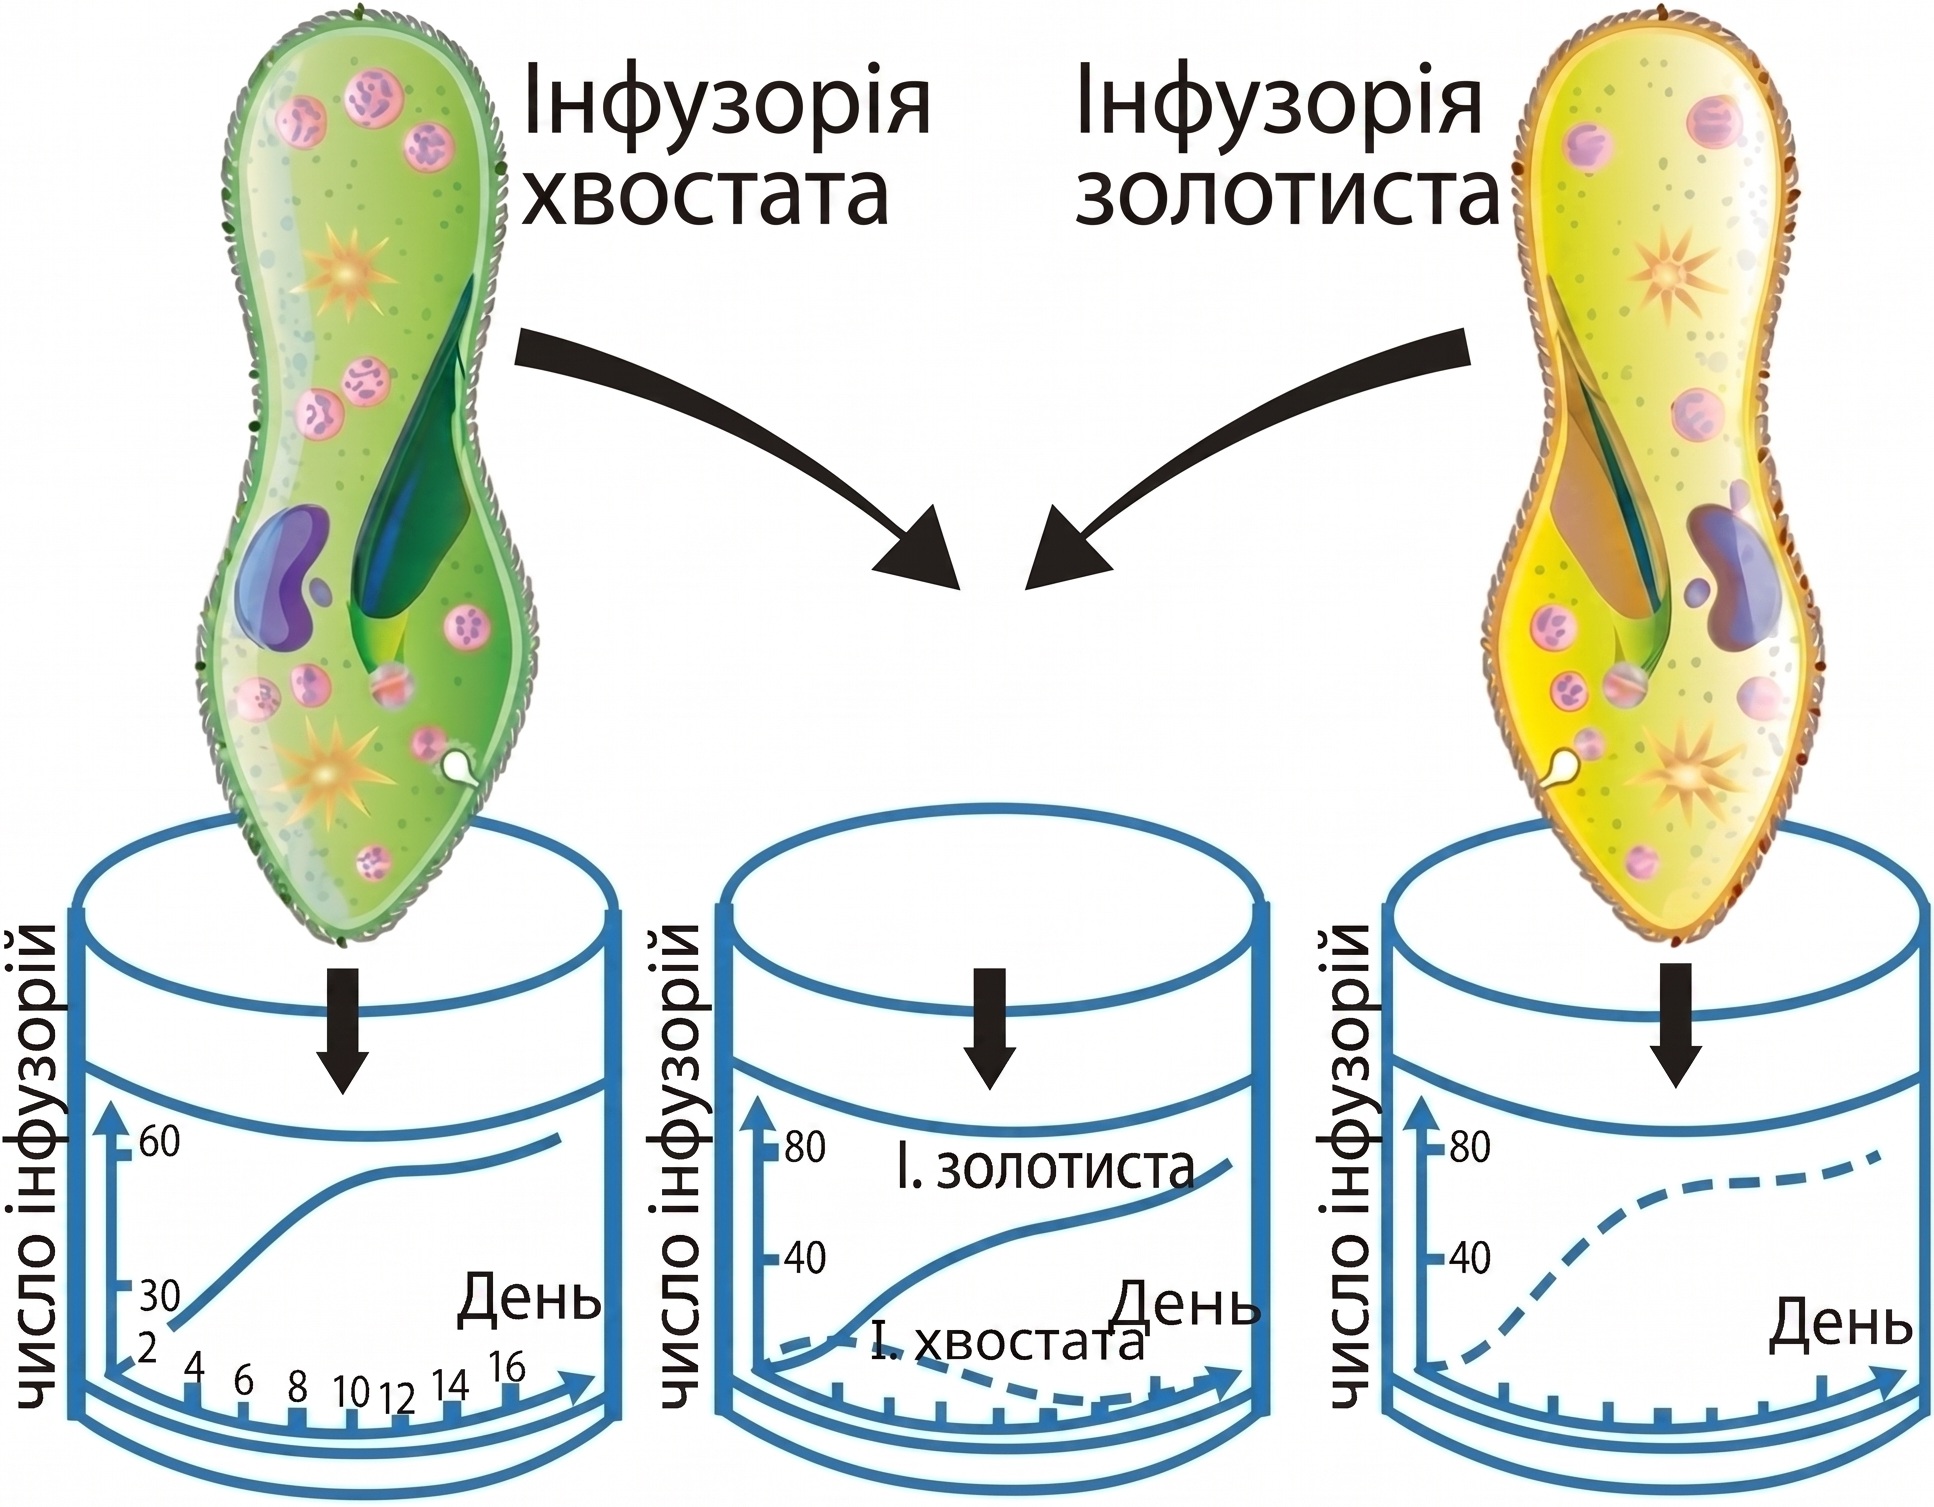 Інфузорія
хвостата
Інфузорія
золотиста
число інфузорій
60
30
2
4
6
8
10
12
14
16
День
число інфузорій
80
40
І. золотиста
День
І. хвостата
число інфузорій
80
40
День